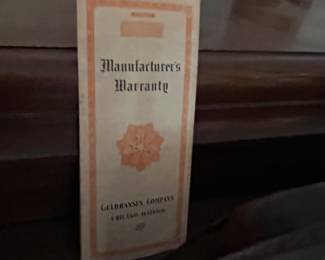 Manufacturer's
Warranty
GULBRANSEN COMPANY
CHICAGO, ILLINOIS